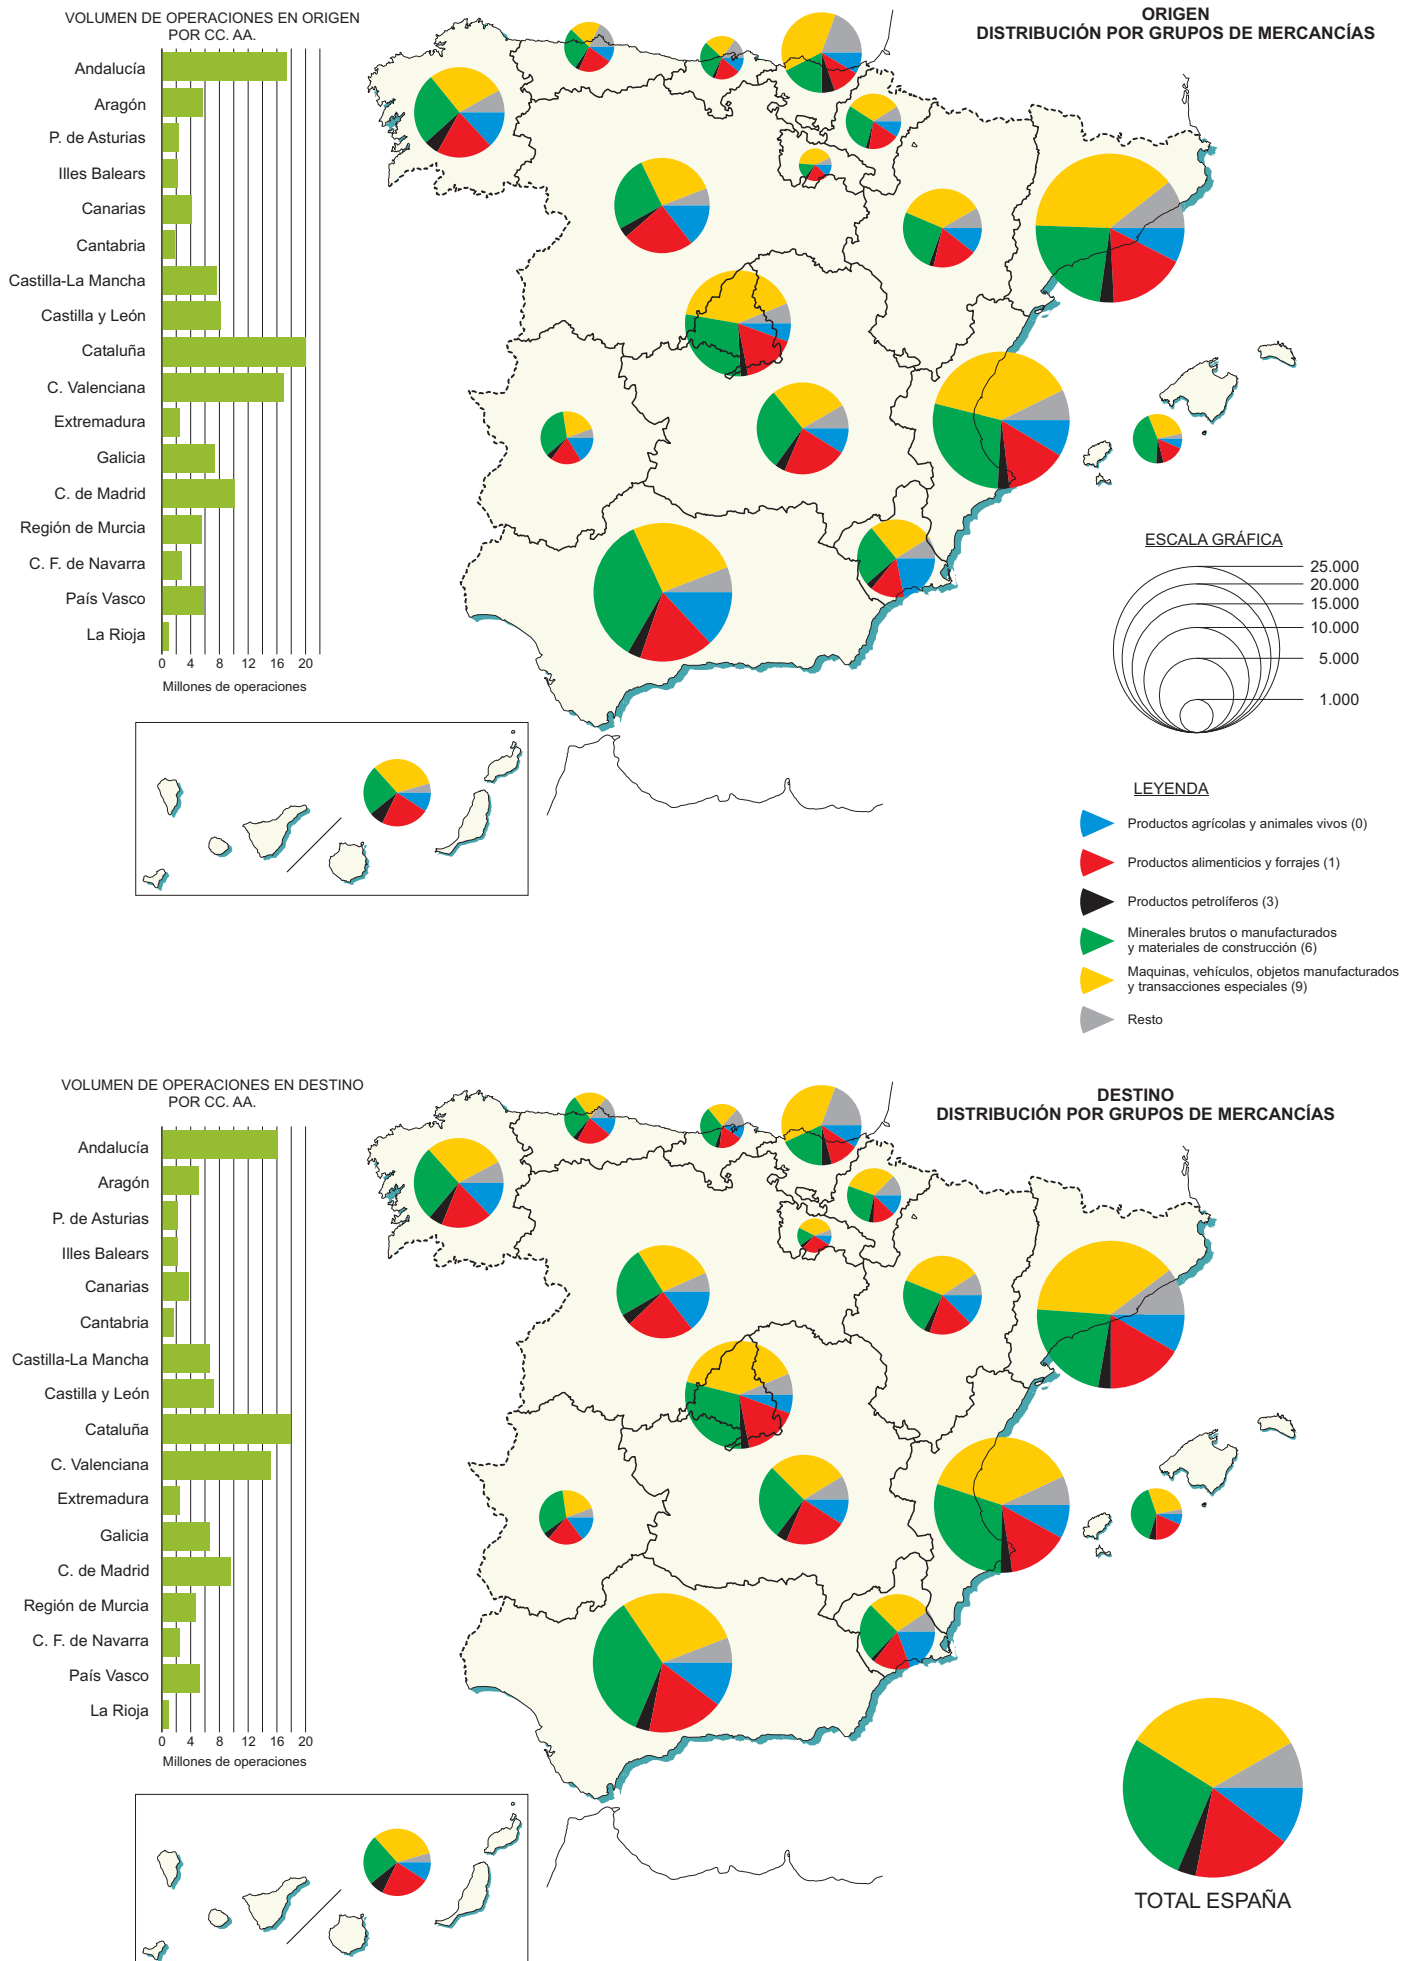 VOLUMEN DE OPERACIONES EN ORIGEN
POR CC. AA.
Andalucía
Aragón
P. de Asturias
Illes Balears
Canarias
Cantabria
Castilla-La Mancha
Castilla y León
Cataluña
C. Valenciana
Extremadura
Galicia
C. de Madrid
Región de Murcia
C. F. de Navarra
País Vasco
La Rioja
0 4 8 12 16 20
Millones de operaciones
ORIGEN
DISTRIBUCIÓN POR GRUPOS DE MERCANCÍAS
ESCALA GRÁFICA
25.000
20.000
15.000
10.000
5.000
1.000
LEYENDA
Productos agrícolas y animales vivos (0)
Productos alimenticios y forrajes (1)
Productos petrolíferos (3)
Minerales brutos o manufacturados
y materiales de construcción (6)
Maquinas, vehículos, objetos manufacturados
y transacciones especiales (9)
Resto
VOLUMEN DE OPERACIONES EN DESTINO
POR CC. AA.
Andalucía
Aragón
P. de Asturias
Illes Balears
Canarias
Cantabria
Castilla-La Mancha
Castilla y León
Cataluña
C. Valenciana
Extremadura
Galicia
C. de Madrid
Región de Murcia
C. F. de Navarra
País Vasco
La Rioja
0 4 8 12 16 20
Millones de operaciones
DESTINO
DISTRIBUCIÓN POR GRUPOS DE MERCANCÍAS
TOTAL ESPAÑA